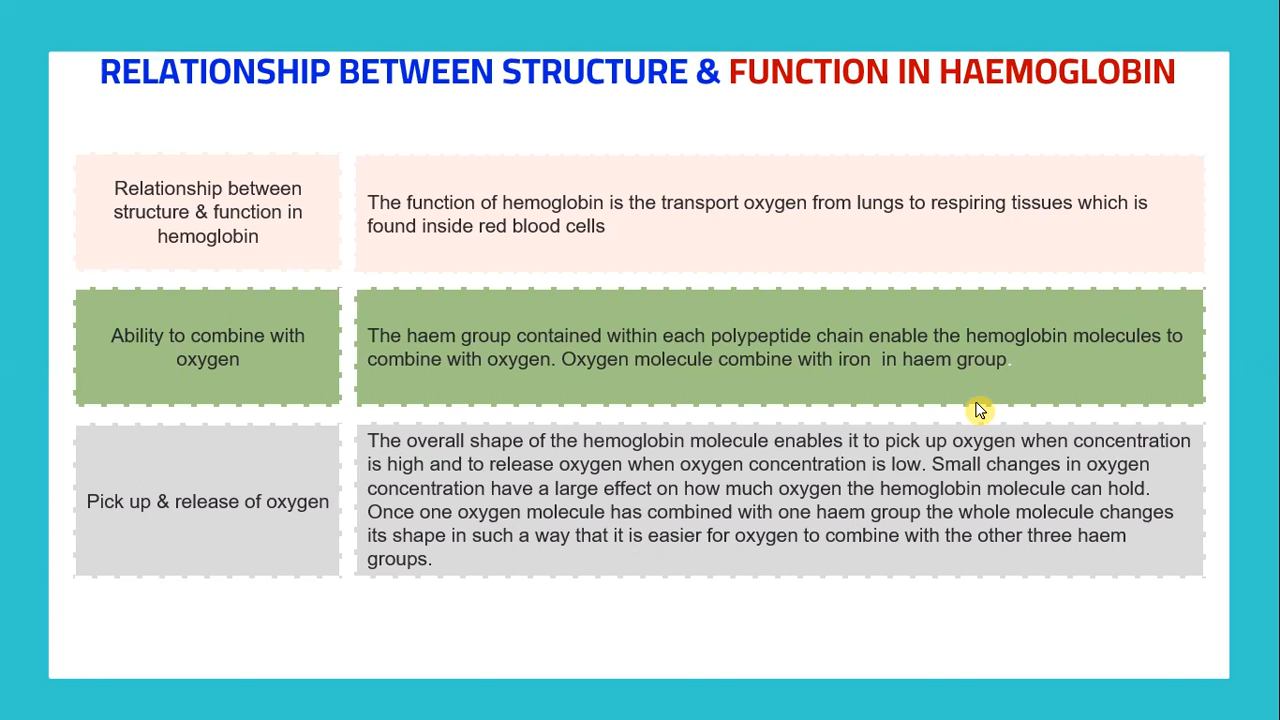 RELATIONSHIP BETWEEN STRUCTURE & FUNCTION IN HAEMOGLOBIN
Relationship between
structure & function in
hemoglobin
The function of hemoglobin is the transport oxygen from lungs to respiring tissues which is
found inside red blood cells
Ability to combine with
oxygen
The haem group contained within each polypeptide chain enable the hemoglobin molecules to
combine with oxygen. Oxygen molecule combine with iron  in haem group.
Pick up & release of oxygen
The overall shape of the hemoglobin molecule enables it to pick up oxygen when concentration
is high and to release oxygen when oxygen concentration is low. Small changes in oxygen
concentration have a large effect on how much oxygen the hemoglobin molecule can hold.
Once one oxygen molecule has combined with one haem group the whole molecule changes
its shape in such a way that it is easier for oxygen to combine with the other three haem
groups.